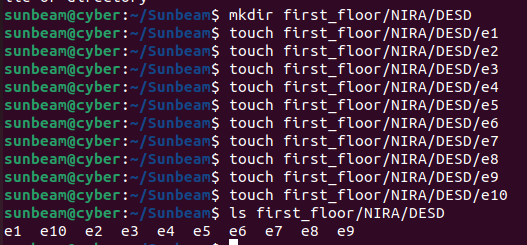 sunbeam@cyber:~/Sunbeam$ mkdir first_floor/NIRA/DESD
sunbeam@cyber:~/Sunbeam$ touch first_floor/NIRA/DESD/e1
sunbeam@cyber:~/Sunbeam$ touch first_floor/NIRA/DESD/e2
sunbeam@cyber:~/Sunbeam$ touch first_floor/NIRA/DESD/e3
sunbeam@cyber:~/Sunbeam$ touch first_floor/NIRA/DESD/e4
sunbeam@cyber:~/Sunbeam$ touch first_floor/NIRA/DESD/e5
sunbeam@cyber:~/Sunbeam$ touch first_floor/NIRA/DESD/e6
sunbeam@cyber:~/Sunbeam$ touch first_floor/NIRA/DESD/e7
sunbeam@cyber:~/Sunbeam$ touch first_floor/NIRA/DESD/e8
sunbeam@cyber:~/Sunbeam$ touch first_floor/NIRA/DESD/e9
sunbeam@cyber:~/Sunbeam$ touch first_floor/NIRA/DESD/e10
sunbeam@cyber:~/Sunbeam$ ls first_floor/NIRA/DESD
e1  e10  e2  e3  e4  e5  e6  e7  e8  e9